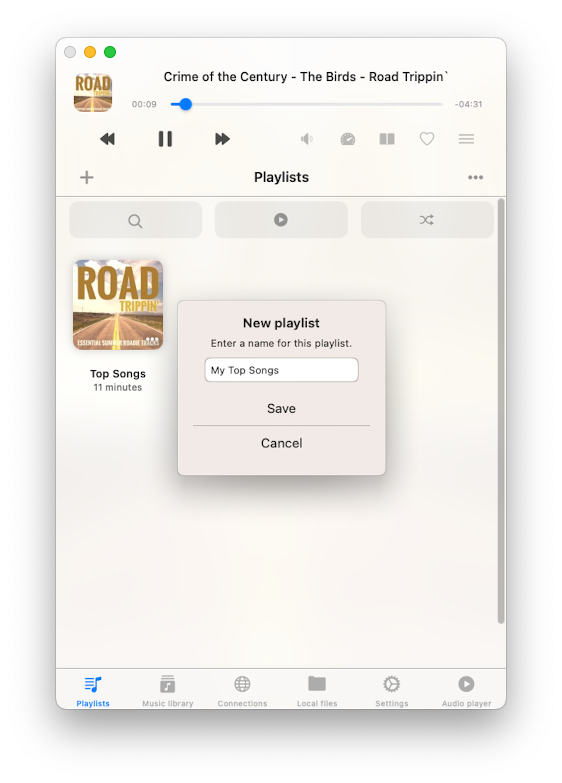 ROAD
TRIPPIN'
Crime of the Century - The Birds - Road Trippin`
00:09
-04:31
Playlists
ROAD
TRIPPIN'
ESSENTIAL SUMMER ROADIE TRACKS
Top Songs
11 minutes
New playlist
Enter a name for this playlist.
My Top Songs
Save
Cancel
Playlists
Music library
Connections
Local files
Settings
Audio player